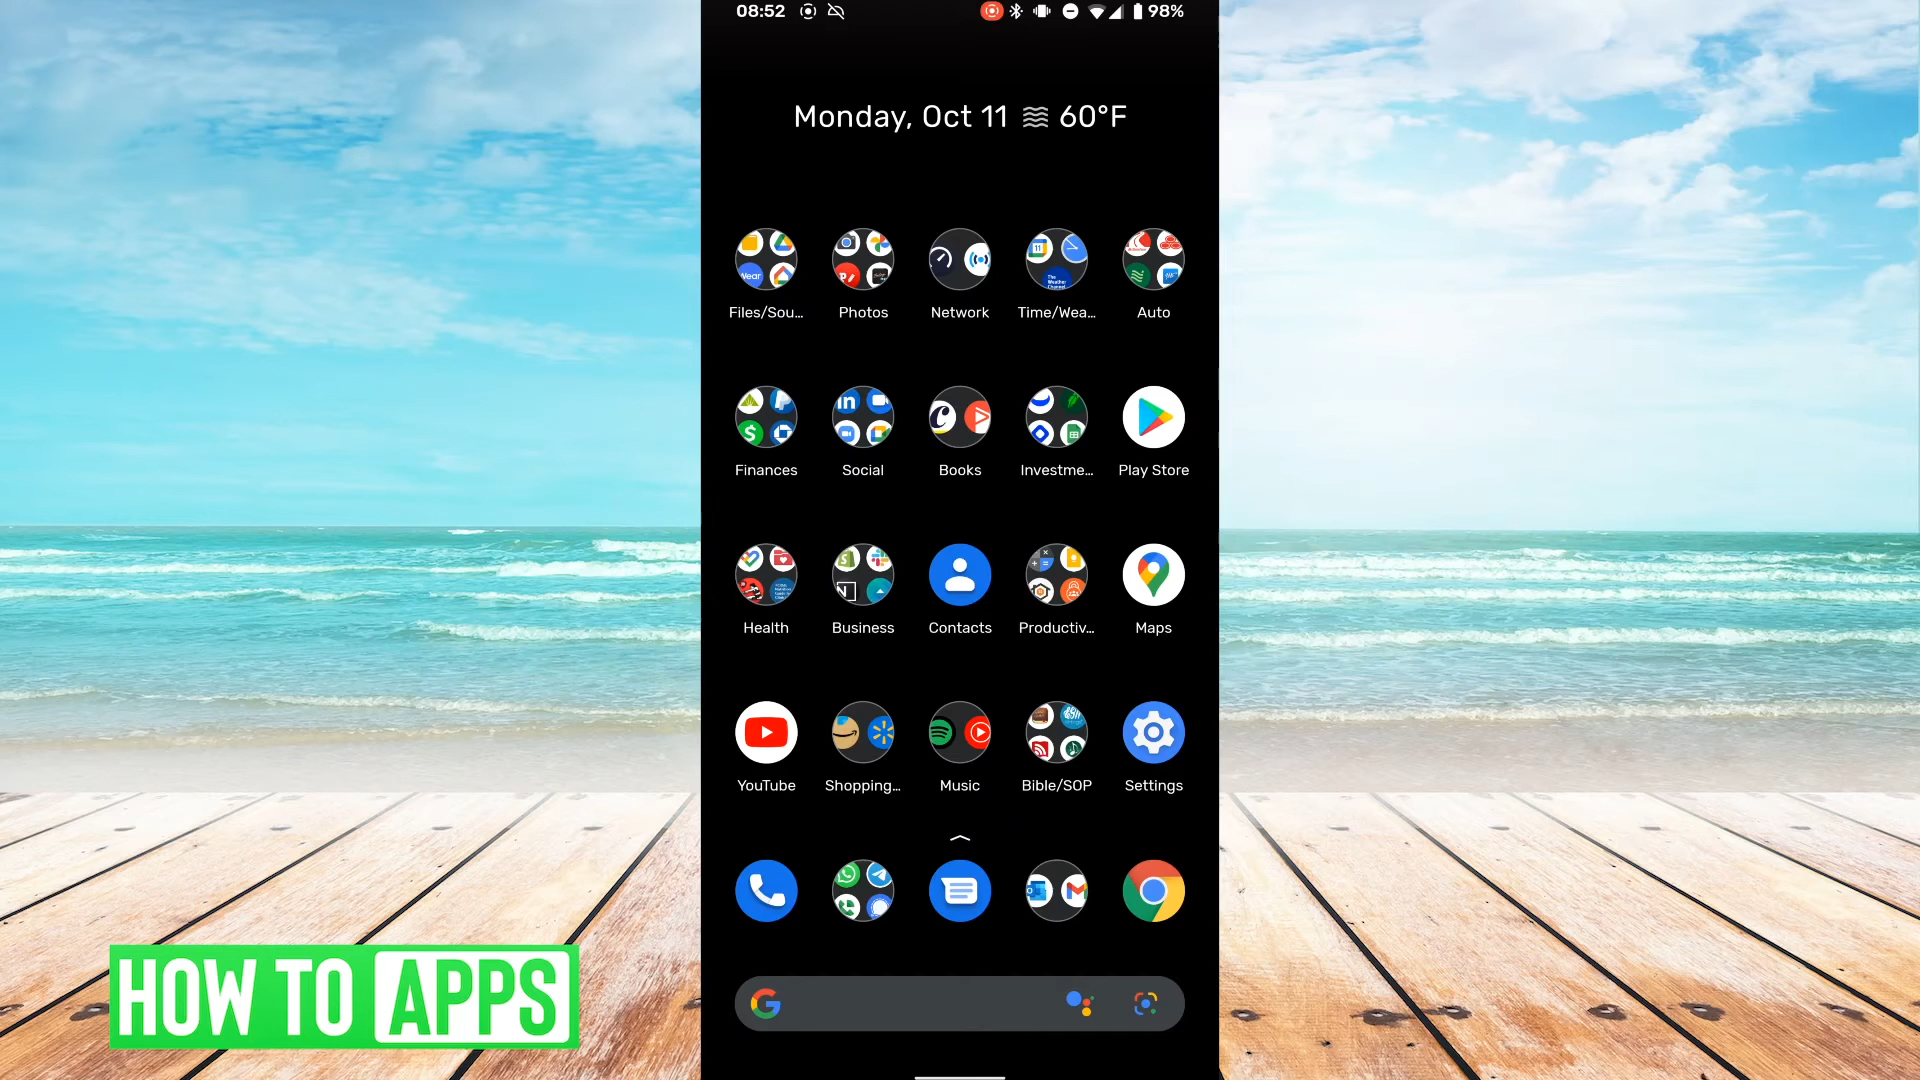 08:52 98%
Monday, Oct 11 60°F
Files/Sou... Photos Network Time/Wea... Auto
Finances Social Books Investme... Play Store
Health Business Contacts Productiv... Maps
YouTube Shopping... Music Bible/SOP Settings
HOW TO APPS